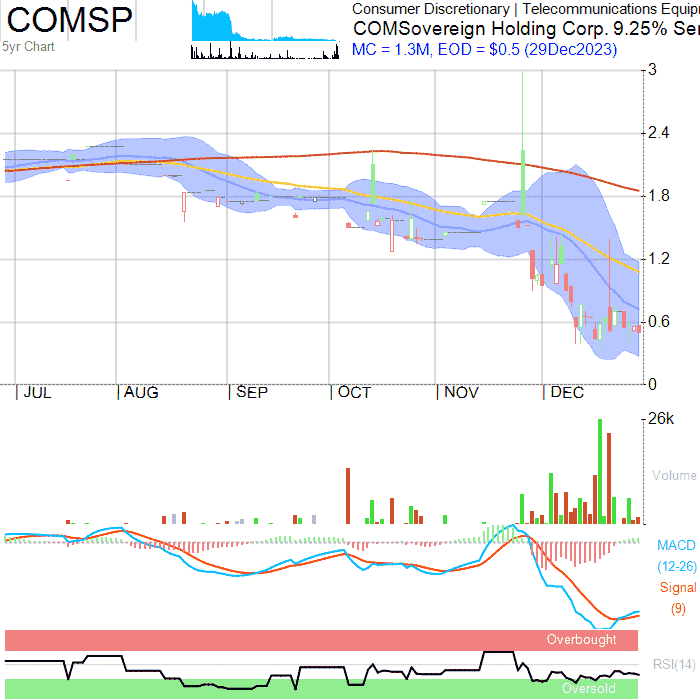 COMSP
5yr Chart
Consumer Discretionary | Telecommunications Equip
COMSovereign Holding Corp. 9.25% Ser
MC = 1.3M, EOD = $0.5 (29Dec2023)
3
2.4
1.8
1.2
0.6
0
| JUL | AUG | SEP | OCT | NOV | DEC
26k
Volume
MACD
(12-26)
Signal
(9)
Overbought
RSI(14)
Oversold